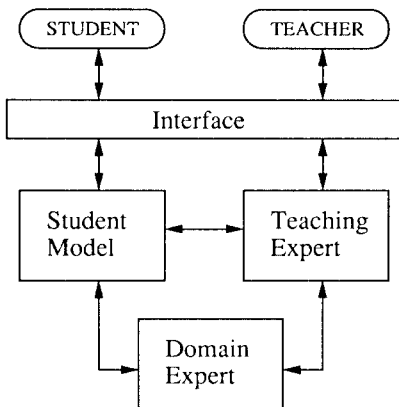 STUDENT
TEACHER
Interface
Student
Model
Teaching
Expert
Domain
Expert